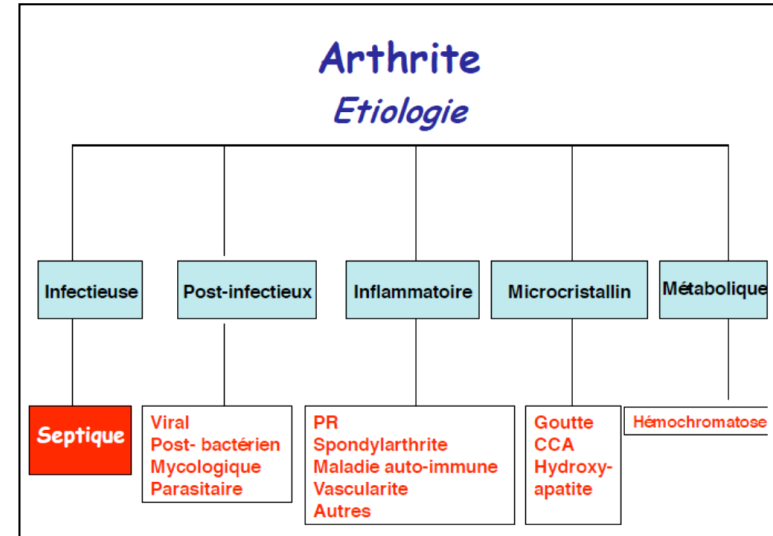 Arthrite
Etiologie
Infectieuse
Post-infectieux
Inflammatoire
Microcristallin
Métabolique
Septique
Viral
Post- bactérien
Mycologique
Parasitaire
PR
Spondylarthrite
Maladie auto-immune
Vascularite
Autres
Goutte
CCA
Hydroxy-
apatite
Hémochromatose